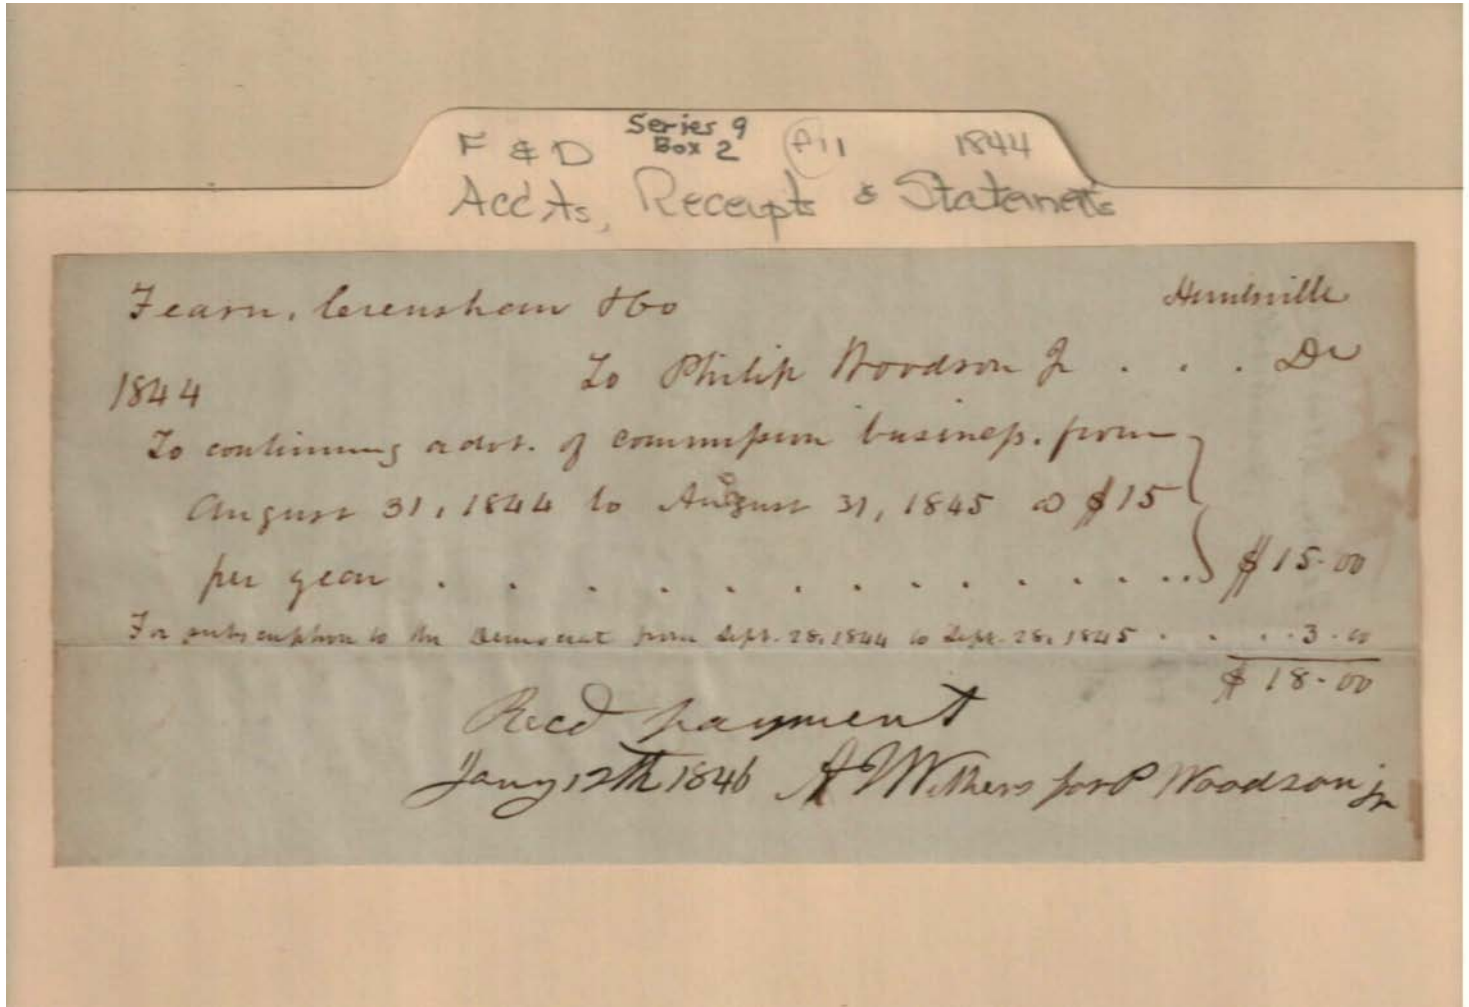 Series 9
F & D Box 2 F11 1844
Accts, Receipts & Statements
Huntsville
Fearn, Crenshaw & Co
To Philip Woodson Jr . . . Dr
1844
To continuing advt. of commission business. from
August 31, 1844 to August 31, 1845 @ $15
per year . . . . . . . . . . . . $15.00
For subscription to the Democrat from Sept. 28, 1844 to Sept. 28, 1845 . . . . 3.00
$ 18.00
Recd payment
Jany 12th 1846 A Withers for P Woodson jr